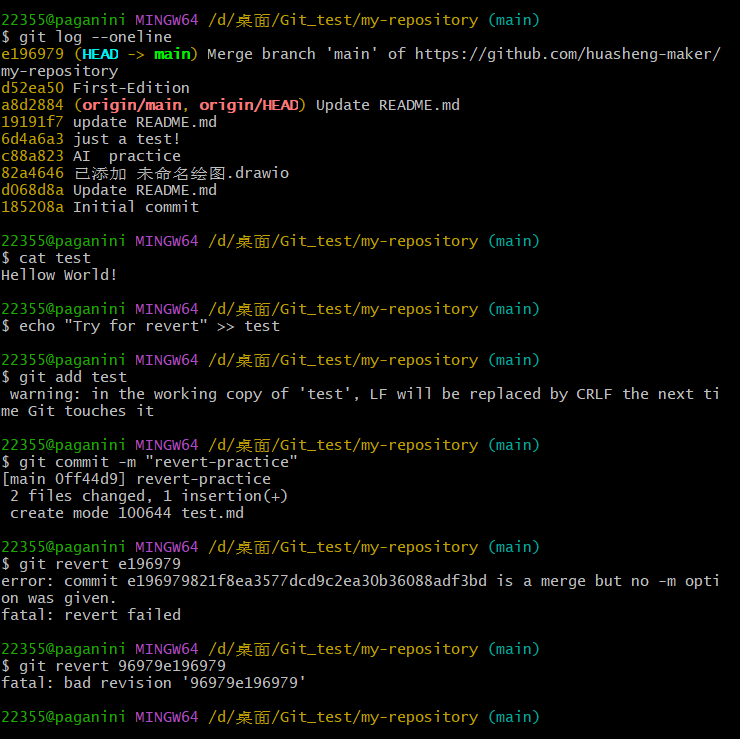 22355@paganini MINGW64 /d/桌面/Git_test/my-repository (main)
$ git log --oneline
e196979 (HEAD -> main) Merge branch 'main' of https://github.com/huasheng-maker/
my-repository
d52ea50 First-Edition
a8d2884 (origin/main, origin/HEAD) Update README.md
19191f7 update README.md
6d4a6a3 just a test!
c88a823 AI  practice
82a4646 已添加 未命名绘图.drawio
d068d8a Update README.md
185208a Initial commit
22355@paganini MINGW64 /d/桌面/Git_test/my-repository (main)
$ cat test
Hellow World!
22355@paganini MINGW64 /d/桌面/Git_test/my-repository (main)
$ echo "Try for revert" >> test
22355@paganini MINGW64 /d/桌面/Git_test/my-repository (main)
$ git add test
warning: in the working copy of 'test', LF will be replaced by CRLF the next ti
me Git touches it
22355@paganini MINGW64 /d/桌面/Git_test/my-repository (main)
$ git commit -m "revert-practice"
[main 0ff44d9] revert-practice
2 files changed, 1 insertion(+)
create mode 100644 test.md
22355@paganini MINGW64 /d/桌面/Git_test/my-repository (main)
$ git revert e196979
error: commit e196979821f8ea3577dcd9c2ea30b36088adf3bd is a merge but no -m opti
on was given.
fatal: revert failed
22355@paganini MINGW64 /d/桌面/Git_test/my-repository (main)
$ git revert 96979e196979
fatal: bad revision '96979e196979'
22355@paganini MINGW64 /d/桌面/Git_test/my-repository (main)